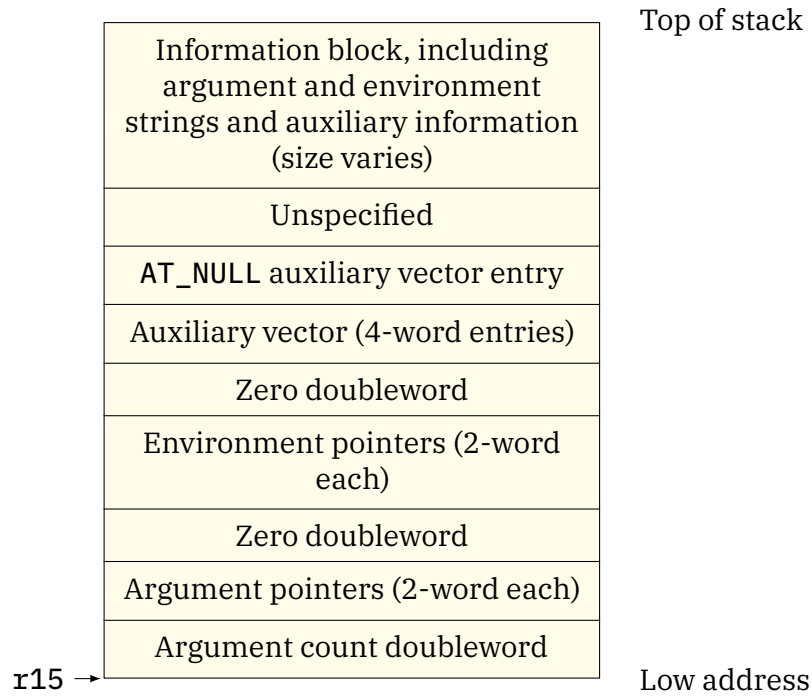 Top of stack
Information block, including
argument and environment
strings and auxiliary information
(size varies)
Unspecified
AT_NULL auxiliary vector entry
Auxiliary vector (4-word entries)
Zero doubleword
Environment pointers (2-word
each)
Zero doubleword
Argument pointers (2-word each)
Argument count doubleword
r15
Low address